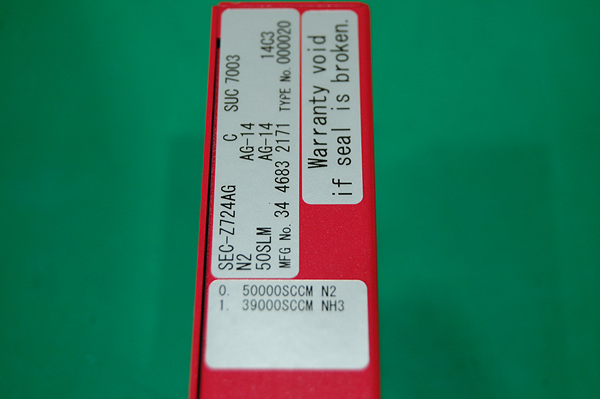 SEC-Z724AG C SUC 7003
N2 AG-14
50SLM AG-14 14C3
MFG No. 34 4683 2171 TYPE No. 000020
Warranty void
if seal is broken.
0. 50000SCCM N2
1. 39000SCCM NH3